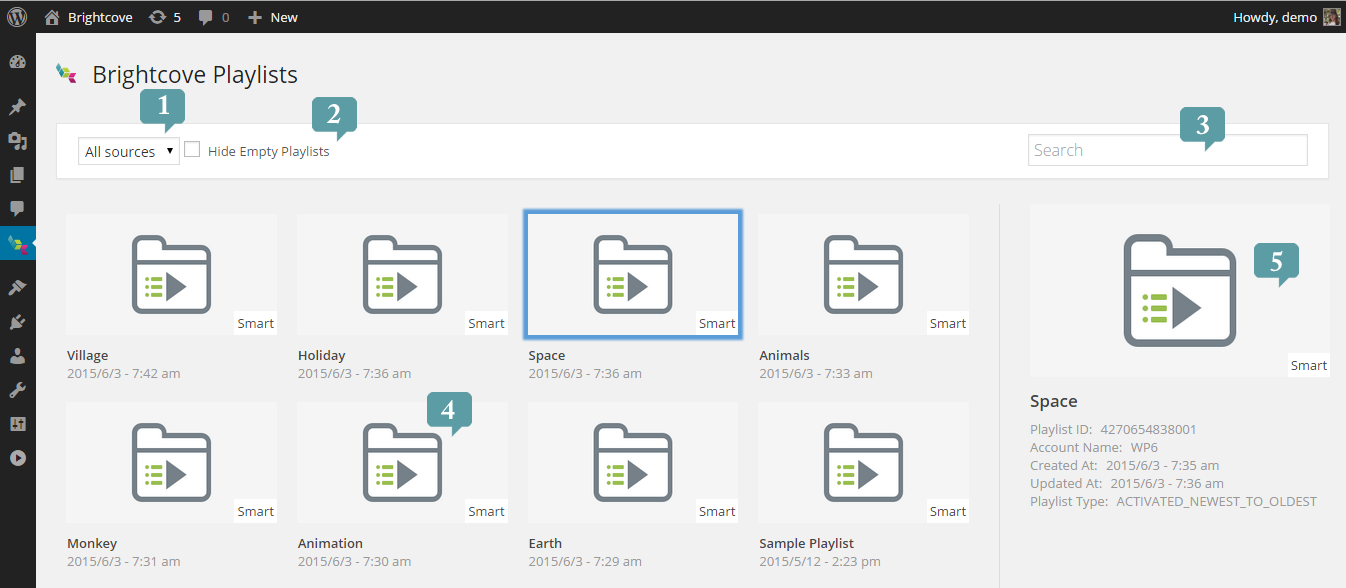 Brightcove 5 0 New Howdy, demo
Brightcove Playlists
1
2
3
All sources Hide Empty Playlists Search
Smart Smart Smart Smart
Village Holiday Space Animals
2015/6/3 - 7:42 am 2015/6/3 - 7:36 am 2015/6/3 - 7:36 am 2015/6/3 - 7:33 am
4
Smart Smart Smart Smart
Monkey Animation Earth Sample Playlist
2015/6/3 - 7:31 am 2015/6/3 - 7:30 am 2015/6/3 - 7:29 am 2015/5/12 - 2:23 pm
5
Smart
Space
Playlist ID: 4270654838001
Account Name: WP6
Created At: 2015/6/3 - 7:35 am
Updated At: 2015/6/3 - 7:36 am
Playlist Type: ACTIVATED_NEWEST_TO_OLDEST